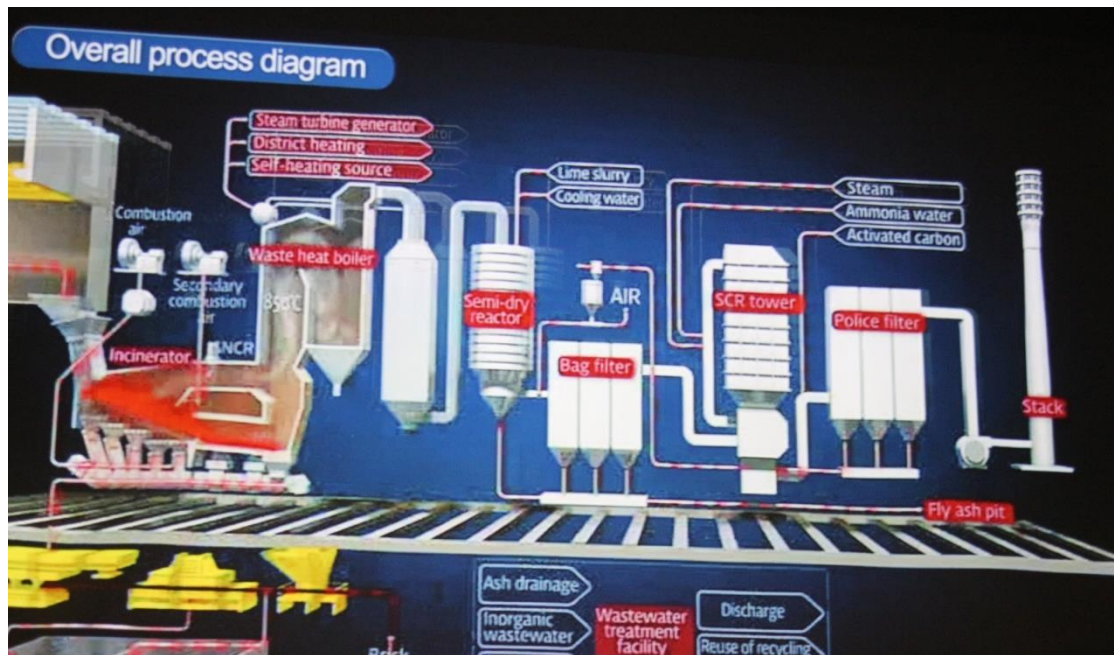 Overall process diagram
Steam turbine generator
District heating
Self-heating source
Lime slurry
Cooling water
Steam
Ammonia water
Activated carbon
Combustion
air
Waste heat boiler
Secondary
combustion
air
850℃
Semi-dry
reactor
AIR
SCR tower
Police filter
Incinerator
SNCR
Bag filter
Stack
Fly ash pit
Ash drainage
Inorganic
wastewater
Wastewater
treatment
facility
Discharge
Reuse of recycling
Brick